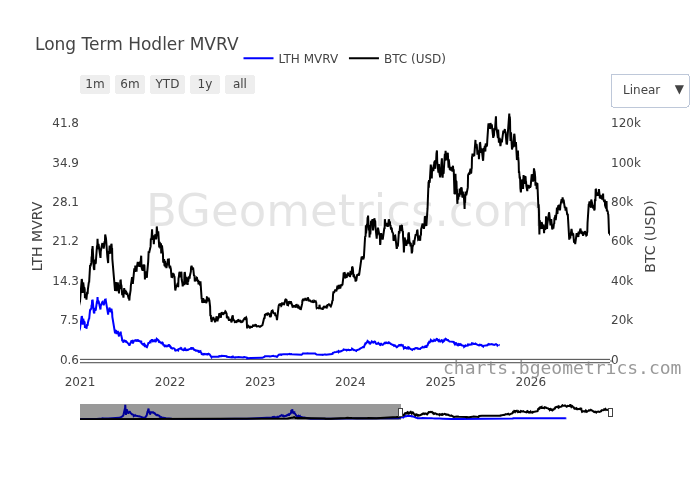 Long Term Hodler MVRV
LTH MVRV BTC (USD)
1m 6m YTD 1y all
Linear ▼
41.8 120k
34.9 100k
28.1 80k
BGeometrics.com
21.2 60k
14.3 40k
7.5 20k
0.6 0
LTH MVRV
BTC (USD)
charts.bgeometrics.com
2021 2022 2023 2024 2025 2026